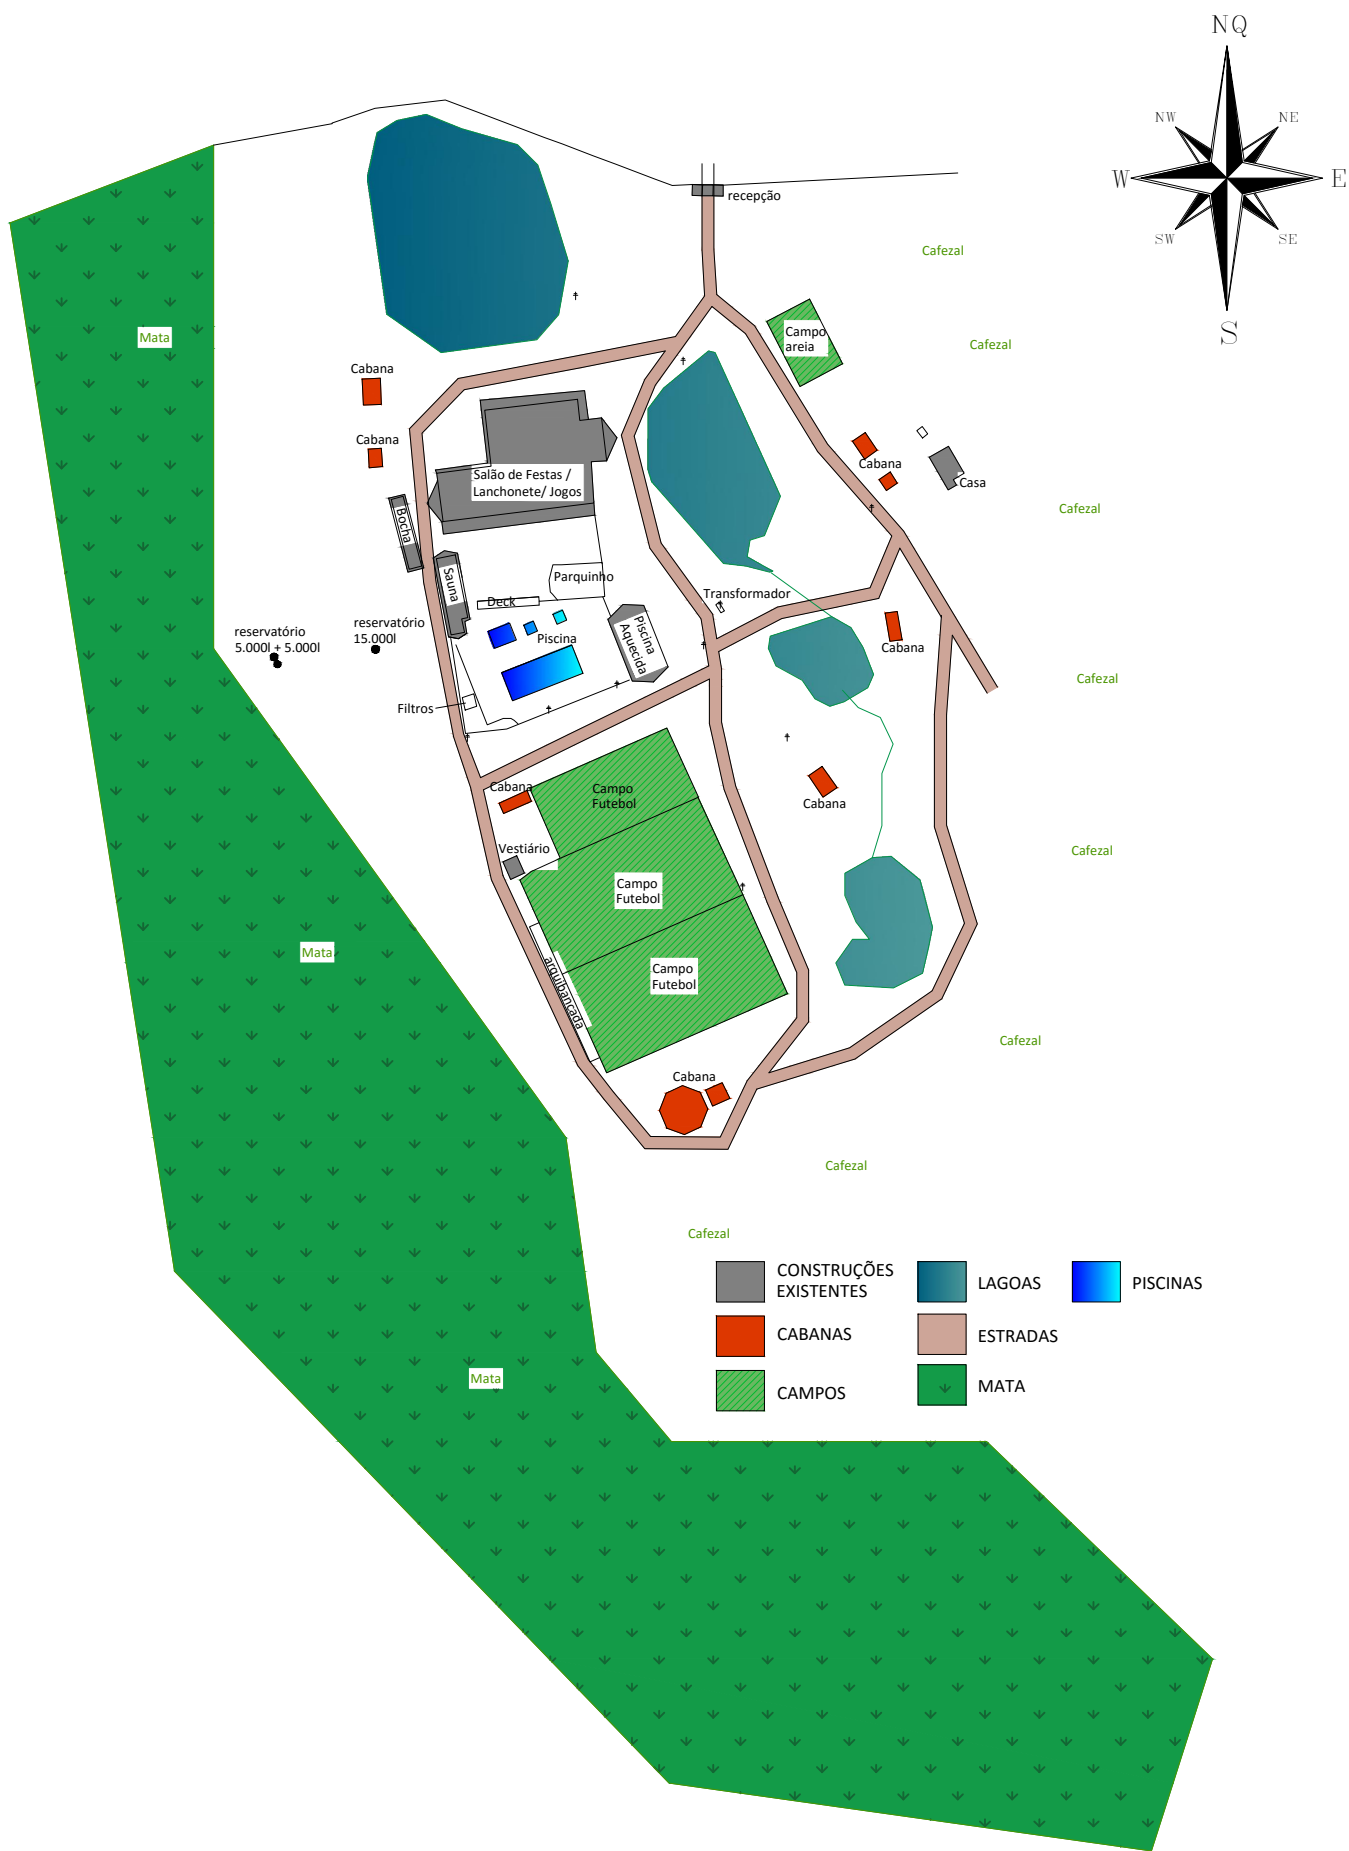 NQ
NW
NE
W
E
SW
SE
S
recepção
Cafezal
Mata
Campo
areia
Cafezal
Cabana
Cabana
Cabana
Salão de Festas /
Lanchonete/ Jogos
Casa
Bocha
Cafezal
Sauna
Parquinho
Deck
Transformador
reservatório
5.000l + 5.000l
reservatório
15.000l
Piscina
Piscina
Aquecida
Cabana
Cafezal
Filtros
Cabana
Campo
Futebol
Cabana
Vestiário
Cafezal
Campo
Futebol
Mata
Campo
Futebol
arquibancada
Cafezal
Cabana
Cafezal
Cafezal
CONSTRUÇÕES
EXISTENTES
LAGOAS
PISCINAS
CABANAS
ESTRADAS
CAMPOS
MATA
Mata